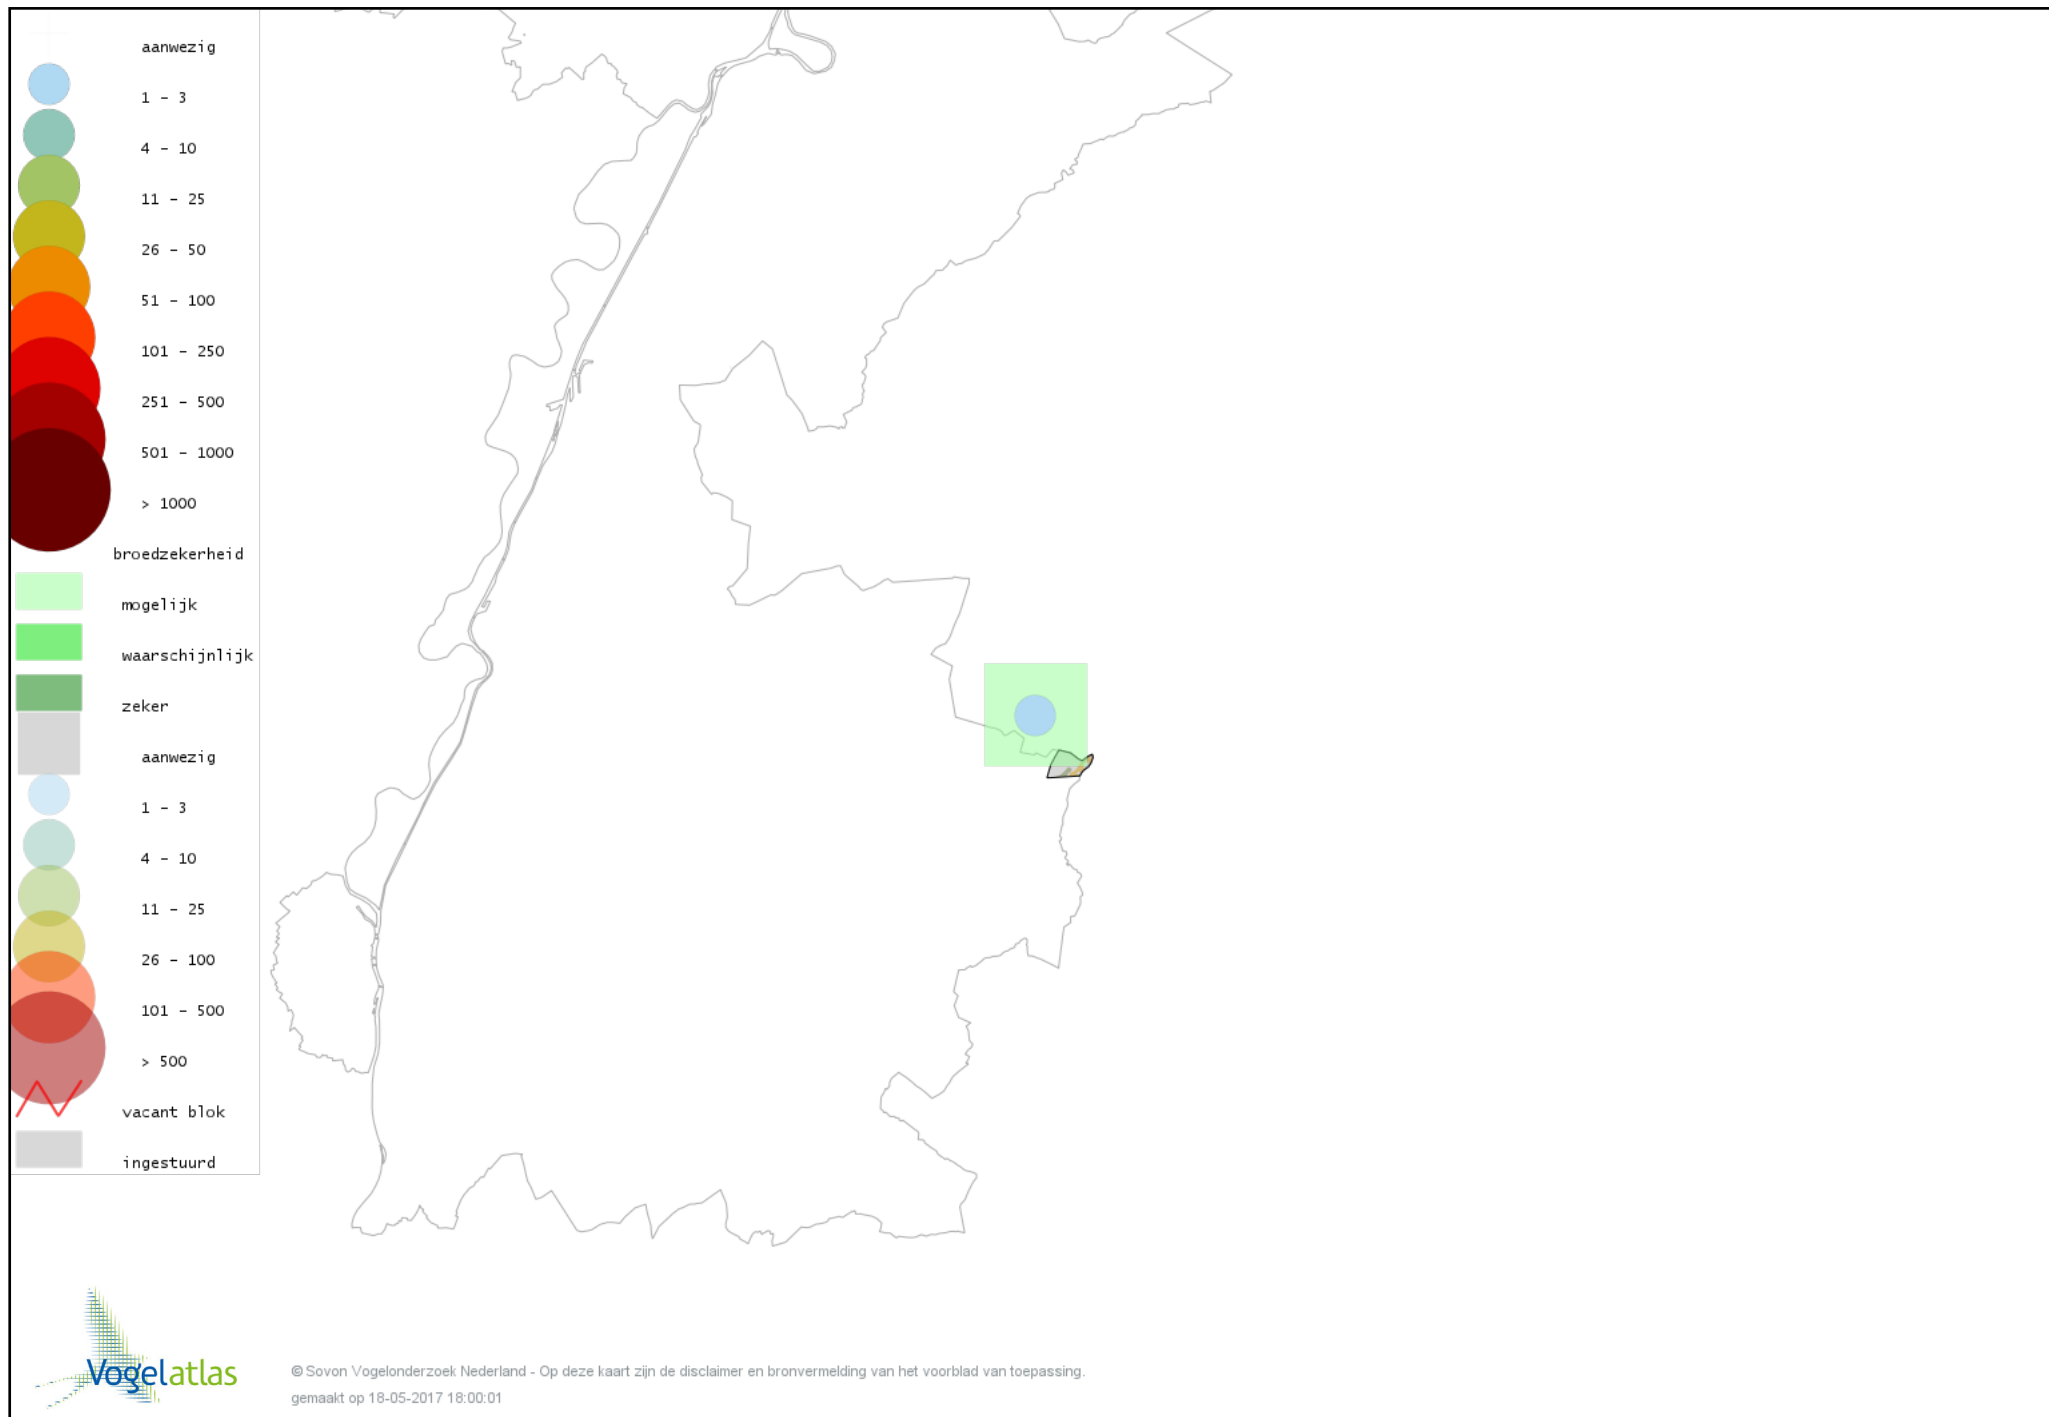 aanwezig
1 - 3
4 - 10
11 - 25
26 - 50
51 - 100
101 - 250
251 - 500
501 - 1000
> 1000
broedzekerheid
mogelijk
waarschijnlijk
zeker
aanwezig
1 - 3
4 - 10
11 - 25
26 - 100
101 - 500
> 500
vacant blok
ingestuurd
Vogelatlas
© Sovon Vogelonderzoek Nederland - Op deze kaart zijn de disclaimer en bronvermelding van het voorblad van toepassing.
gemaakt op 18-05-2017 18:00:01